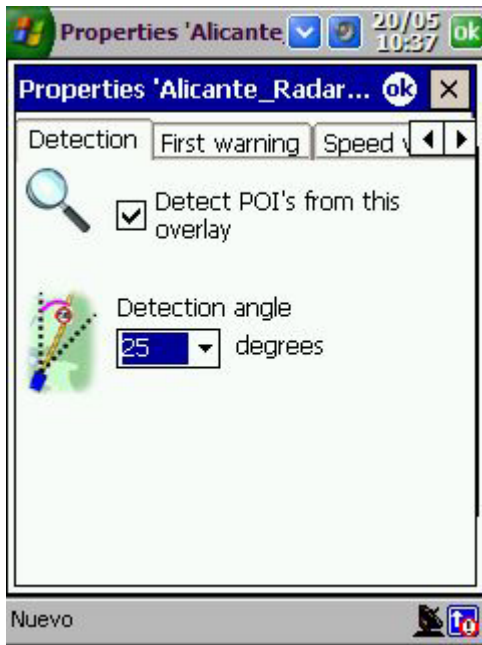 Properties 'Alicante
20/05
10:37
ok
Properties 'Alicante_Radar... ok
Detection
First warning
Speed
Detect POI's from this
overlay
Detection angle
25 degrees
Nuevo